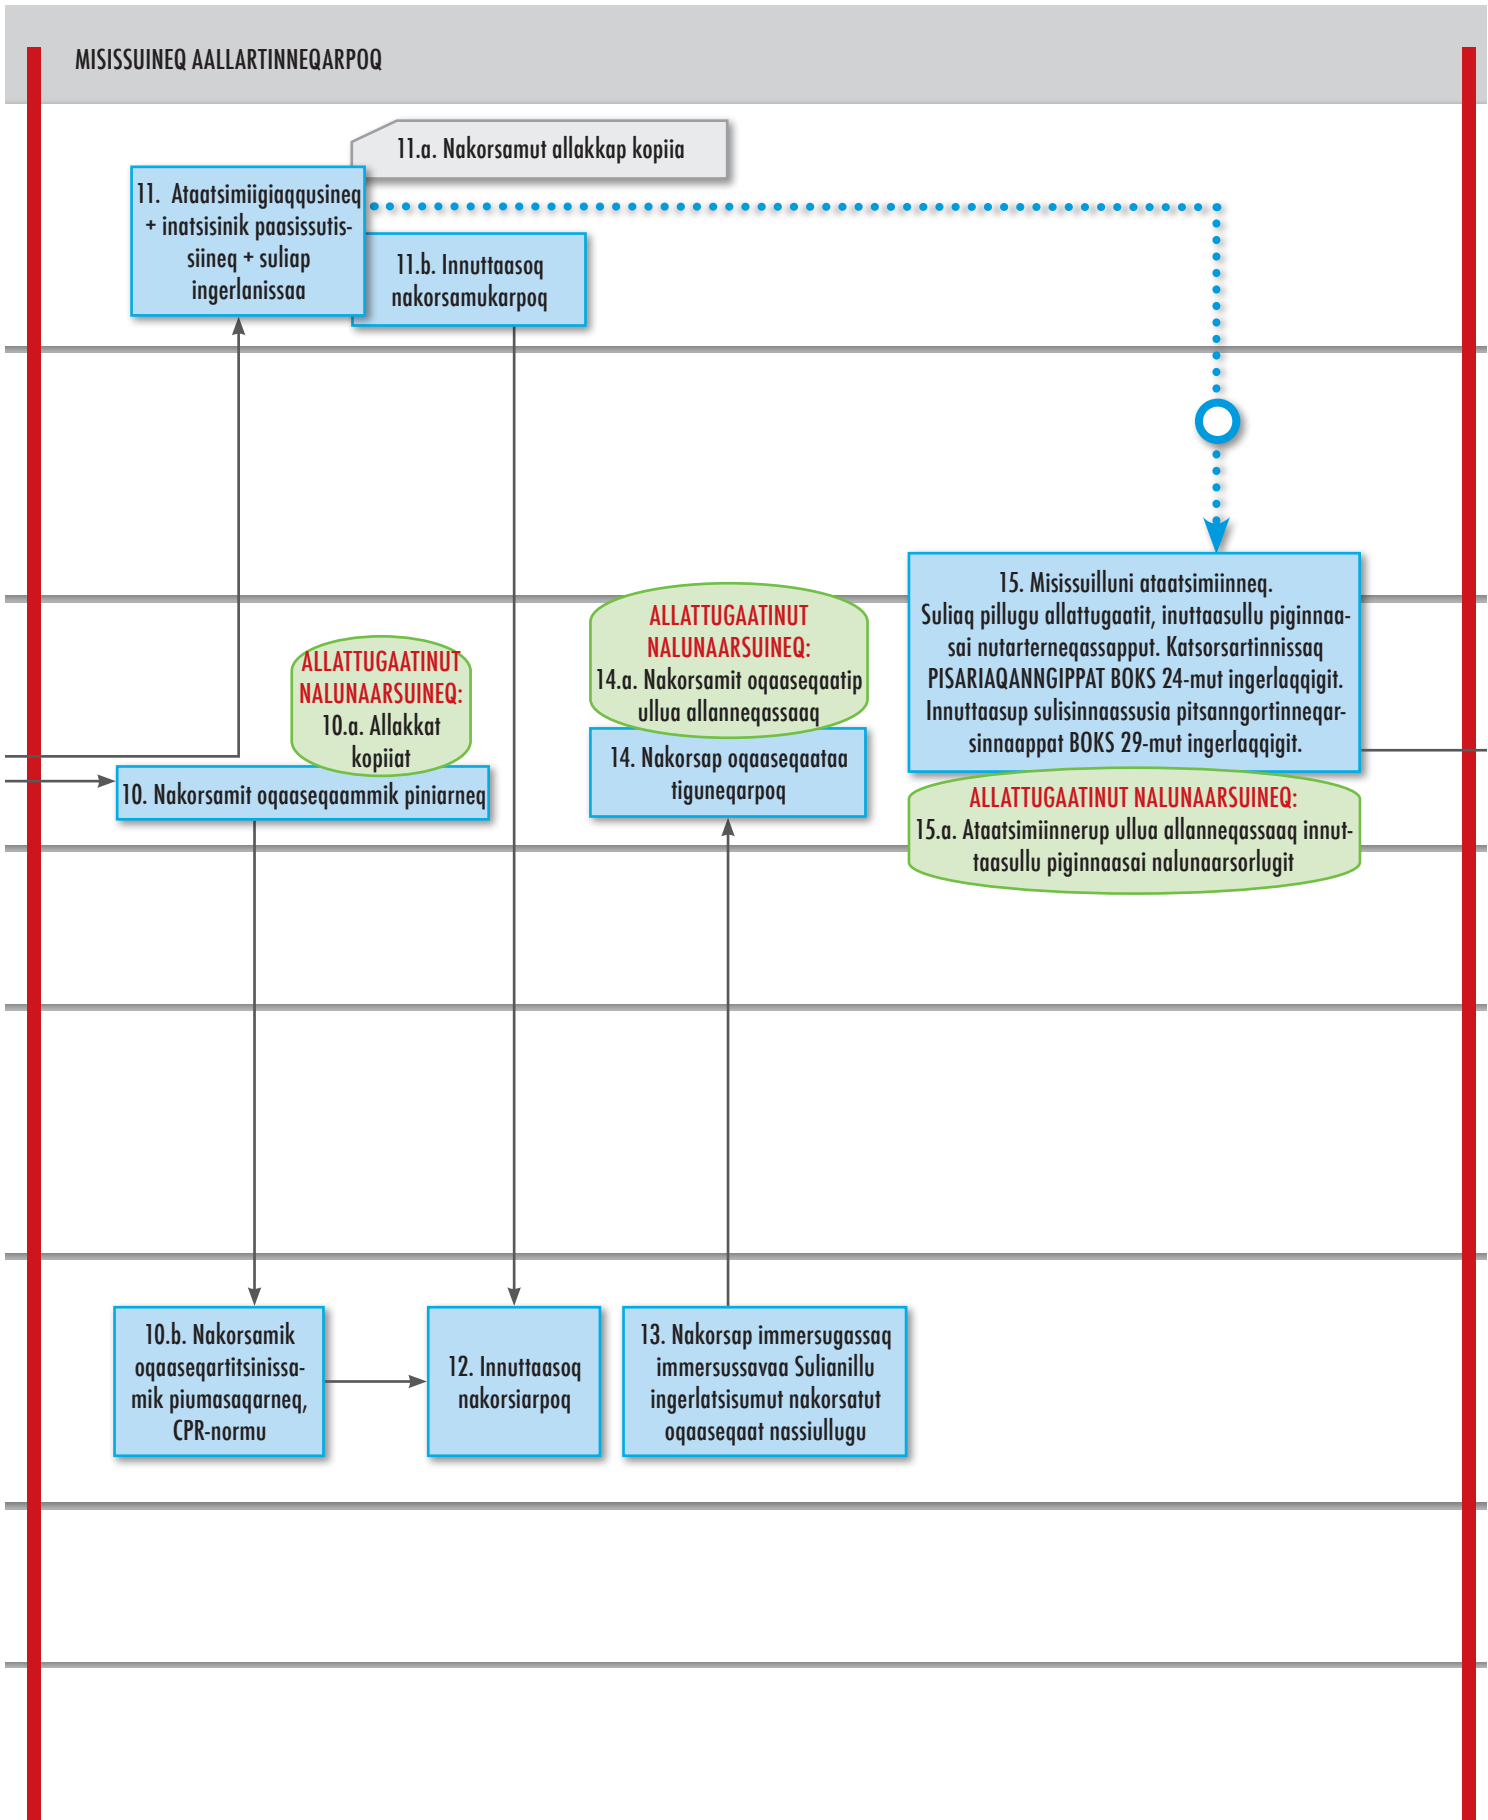 MISISSUINEQ AALLARTINNEQARPOQ
11.a. Nakorsamut allakkap kopiia
11. Ataatsimiigiaqqusineq
+ inatsisinik paasissutis-
siineq + suliap
ingerlanissaa
11.b. Innuttaasoq
nakorsamukarpoq
ALLATTUGAATINUT
NALUNAARSUINEQ:
10.a. Allakkat
kopiiat
10. Nakorsamit oqaaseqaammik piniarneq
ALLATTUGAATINUT
NALUNAARSUINEQ:
14.a. Nakorsamit oqaaseqaatip
ullua allanneqassaaq
14. Nakorsap oqaaseqaataa
tiguneqarpoq
15. Misissuilluni ataatsimiinneq.
Suliaq pillugu allattugaatit, inuttaasullu piginnaa-
sai nutarterneqassapput. Katsorsartinnissaq
PISARIAQANNGIPPAT BOKS 24-mut ingerlaqqigit.
Innuttaasup sulisinnaassusia pitsanngortinneqar-
sinnaappat BOKS 29-mut ingerlaqqigit.
ALLATTUGAATINUT NALUNAARSUINEQ:
15.a. Ataatsimiinnerup ullua allanneqassaaq innut-
taasullu piginnaasai nalunaarsorlugit
10.b. Nakorsamik
oqaaseqartitsinissa-
mik piumasaqarneq,
CPR-normu
12. Innuttaasoq
nakorsiarpoq
13. Nakorsap immersugassaq
immersussavaa Sulianillu
ingerlatsisumut nakorsatut
oqaaseqaat nassiullugu